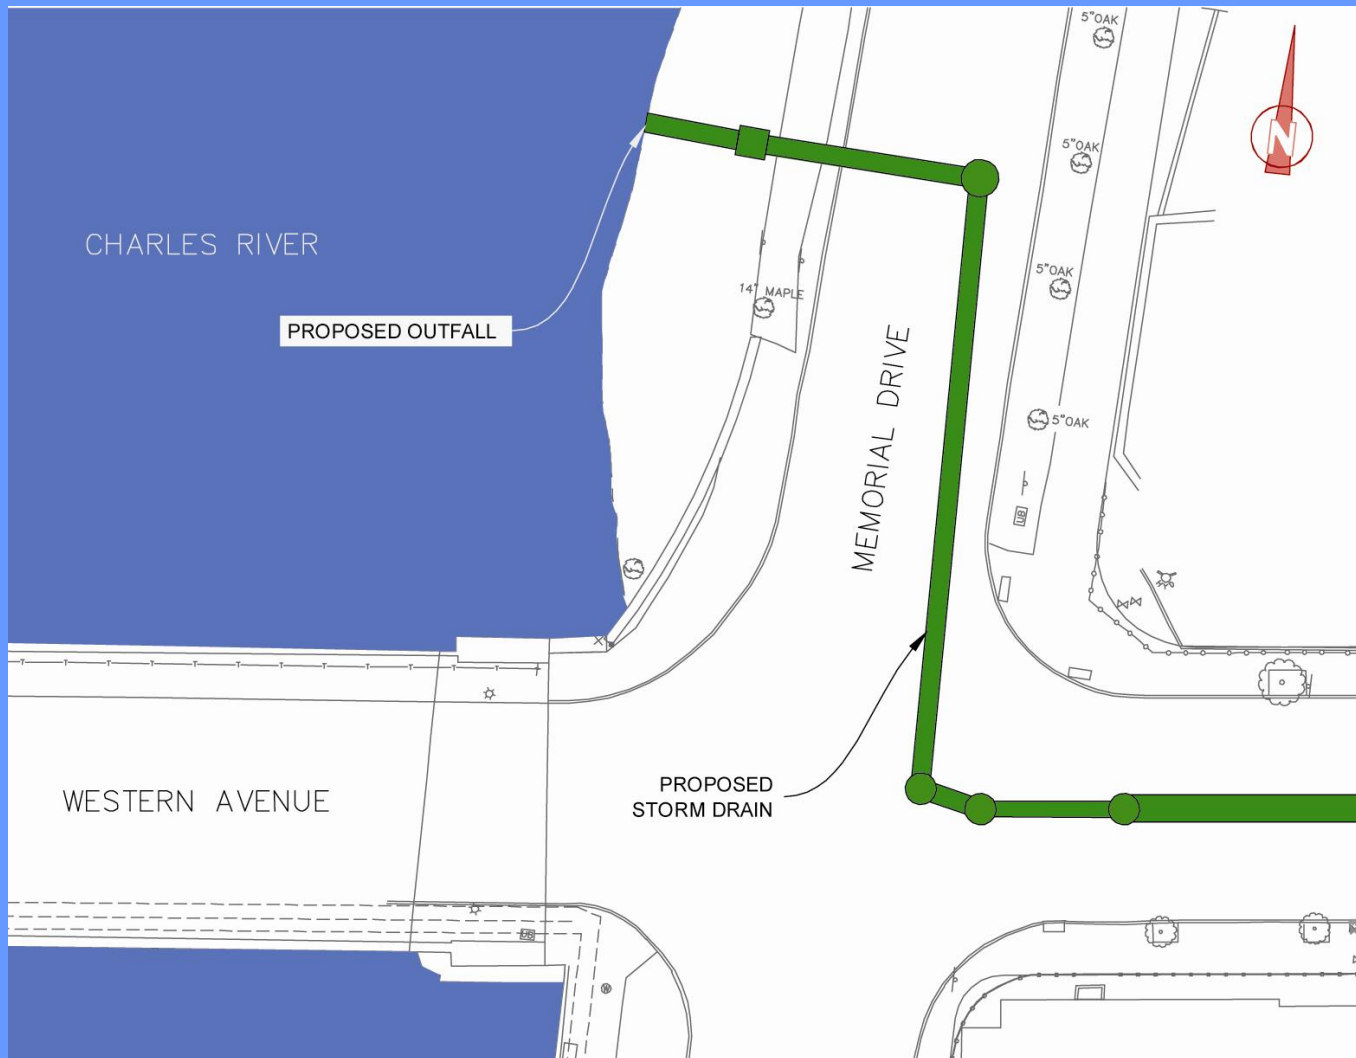 5"OAK
N
5"OAK
CHARLES RIVER
5"OAK
14" MAPLE
PROPOSED OUTFALL
MEMORIAL DRIVE
5"OAK
UB
PROPOSED
STORM DRAIN
WESTERN AVENUE
UB
W